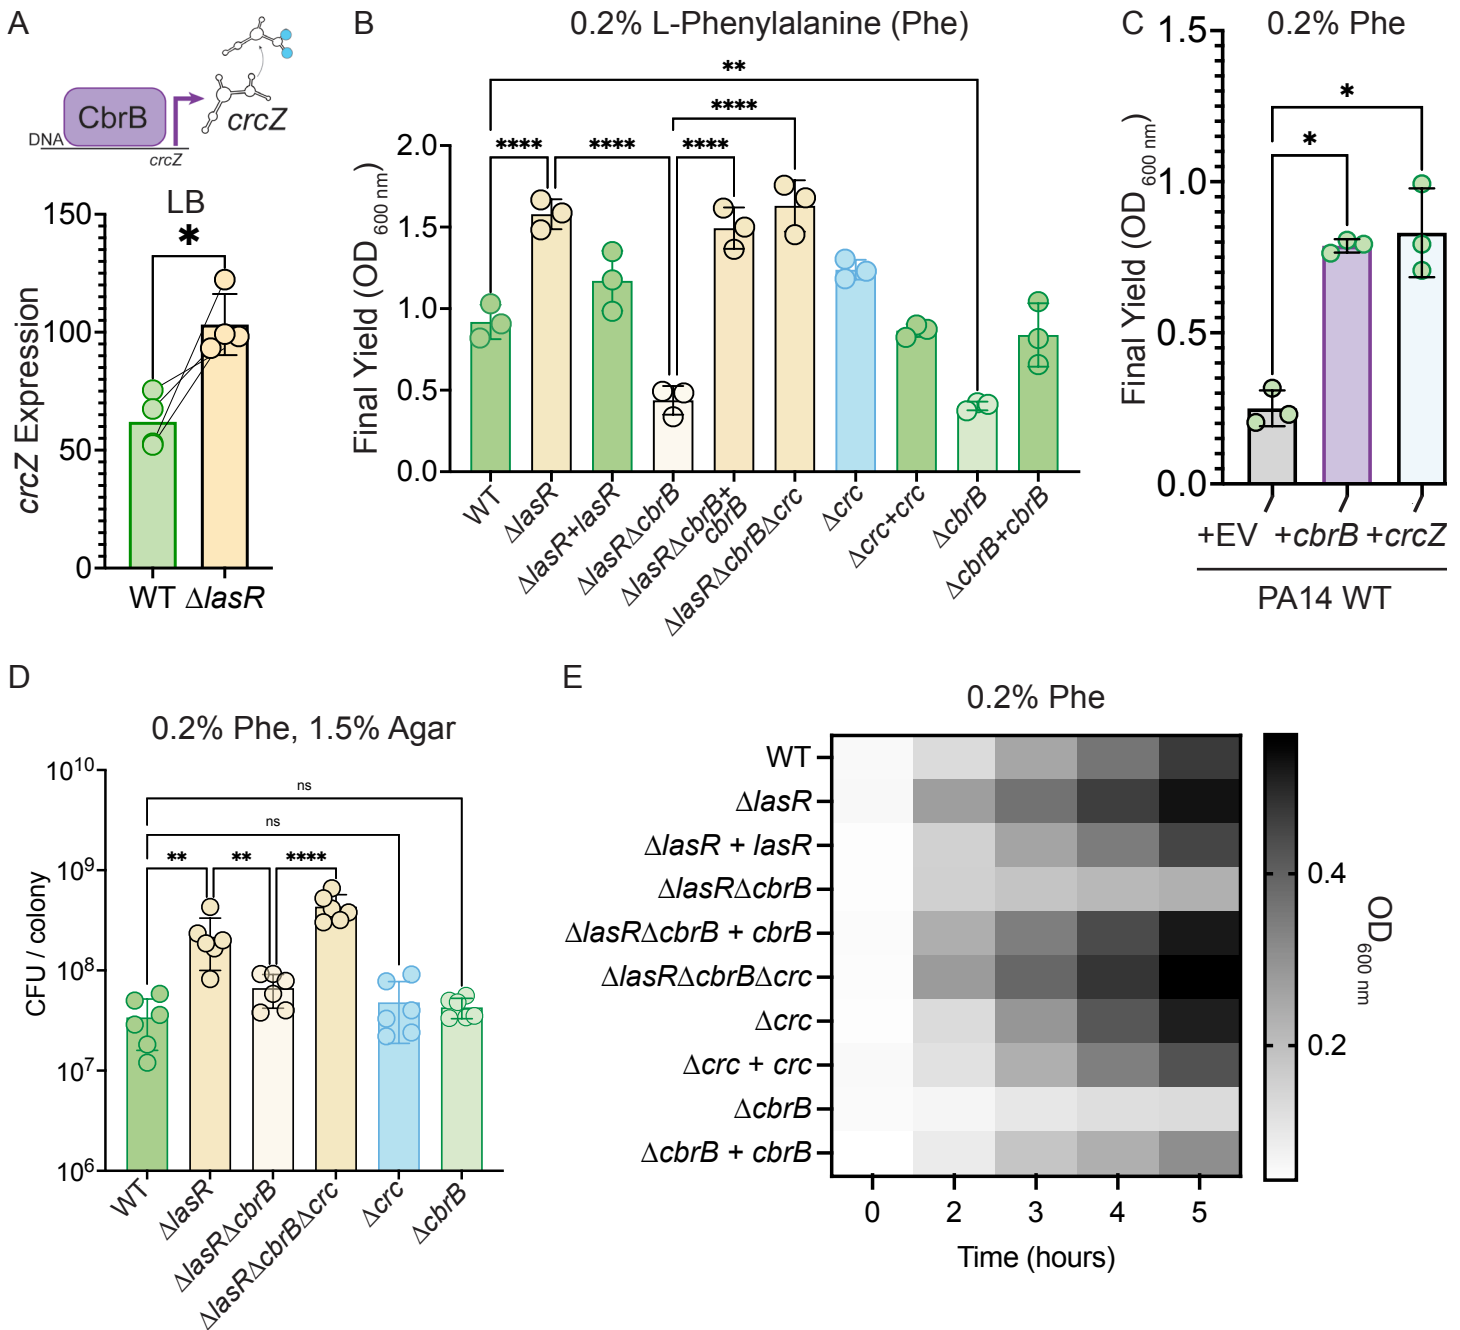 A
CbrB
DNA
crcZ
crcZ
LB
*
crcZ Expression
150
100
50
0
WT
ΔlasR
B
0.2% L-Phenylalanine (Phe)
**
****
****
****
****
Final Yield (OD600 nm)
2.0
1.5
1.0
0.5
0.0
WT
ΔlasR
ΔlasR+lasR
ΔlasRΔcbrB
ΔlasRΔcbrB+
cbrB
ΔlasRΔcbrBΔcrc
Δcrc
Δcrc+crc
ΔcbrB
ΔcbrB+cbrB
C
0.2% Phe
*
*
Final Yield (OD600 nm)
1.5
1.0
0.5
0.0
+EV
+cbrB
+crcZ
PA14 WT
D
0.2% Phe, 1.5% Agar
ns
ns
**
**
****
CFU / colony
10^10
10^9
10^8
10^7
10^6
WT
ΔlasR
ΔlasRΔcbrB
ΔlasRΔcbrBΔcrc
Δcrc
ΔcbrB
E
0.2% Phe
WT
ΔlasR
ΔlasR + lasR
ΔlasRΔcbrB
ΔlasRΔcbrB + cbrB
ΔlasRΔcbrBΔcrc
Δcrc
Δcrc + crc
ΔcbrB
ΔcbrB + cbrB
0
2
3
4
5
Time (hours)
0.4
0.2
OD600 nm